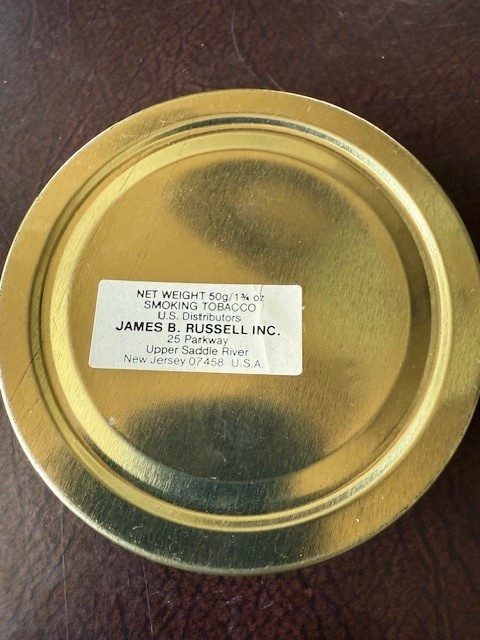 NET WEIGHT 50g/1¾ oz
SMOKING TOBACCO
U.S. Distributors
JAMES B. RUSSELL INC.
25 Parkway
Upper Saddle River
New Jersey 07458 U.S.A.